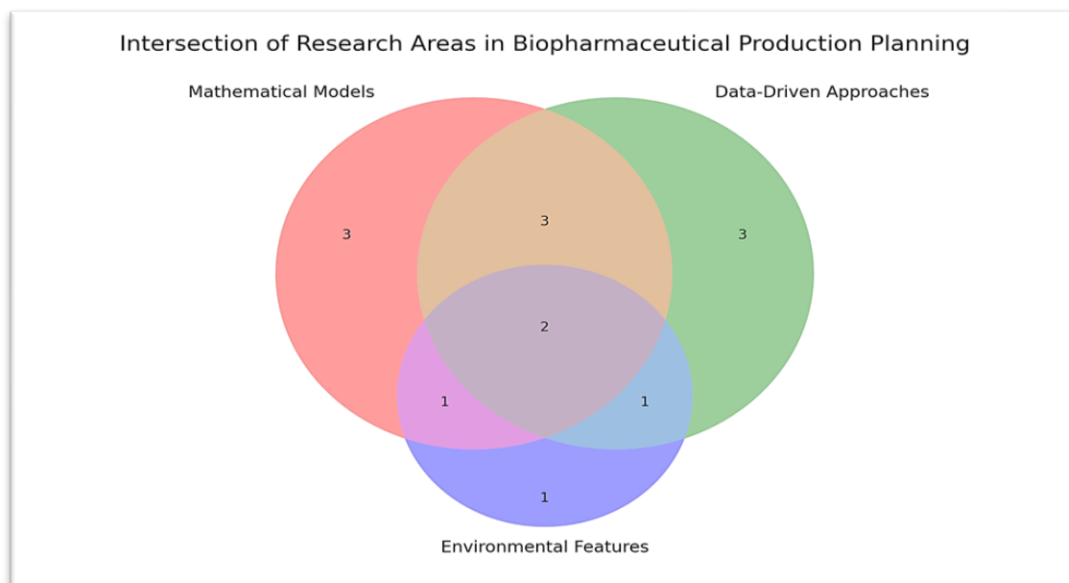 Intersection of Research Areas in Biopharmaceutical Production Planning
Mathematical Models
Data-Driven Approaches
3
3
3
2
1
1
1
Environmental Features